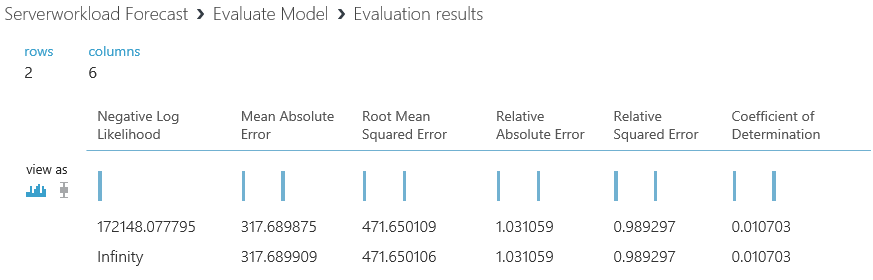 Serverworkload Forecast › Evaluate Model › Evaluation results
rows columns
2 6
Negative Log Mean Absolute Root Mean Relative Relative Coefficient of
Likelihood Error Squared Error Absolute Error Squared Error Determination
view as
172148.077795 317.689875 471.650109 1.031059 0.989297 0.010703
Infinity 317.689909 471.650106 1.031059 0.989297 0.010703